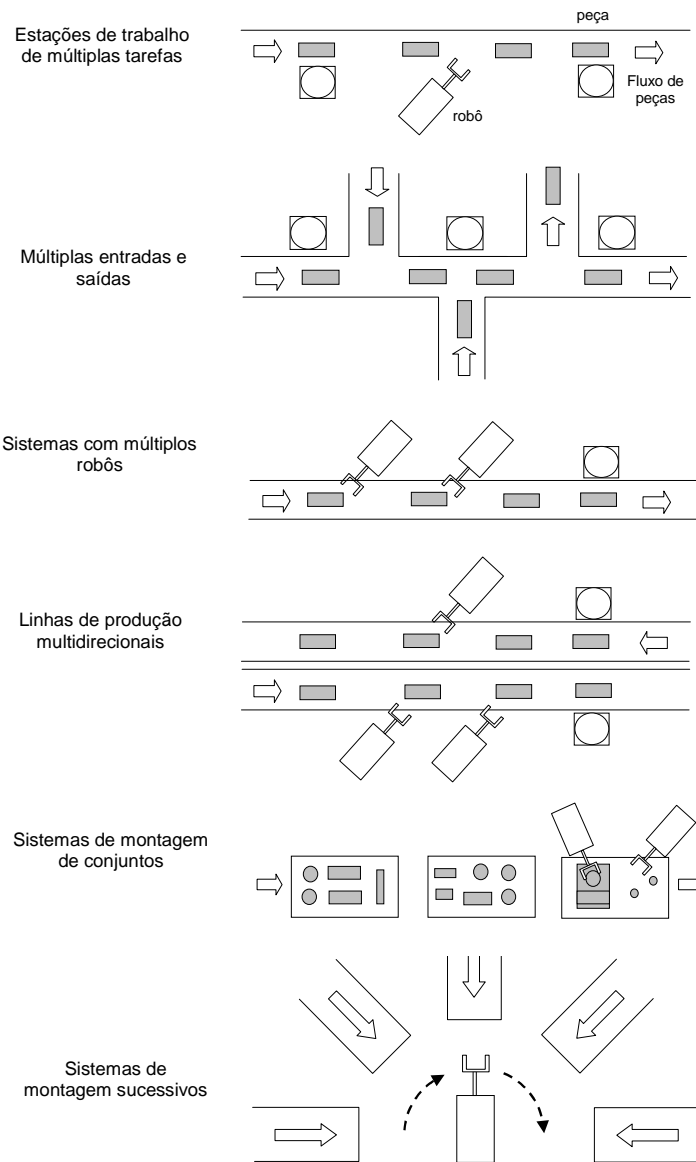 peça
Estações de trabalho
de múltiplas tarefas
Fluxo de
peças
robô
Múltiplas entradas e
saídas
Sistemas com múltiplos
robôs
Linhas de produção
multidirecionais
Sistemas de montagem
de conjuntos
Sistemas de
montagem sucessivos